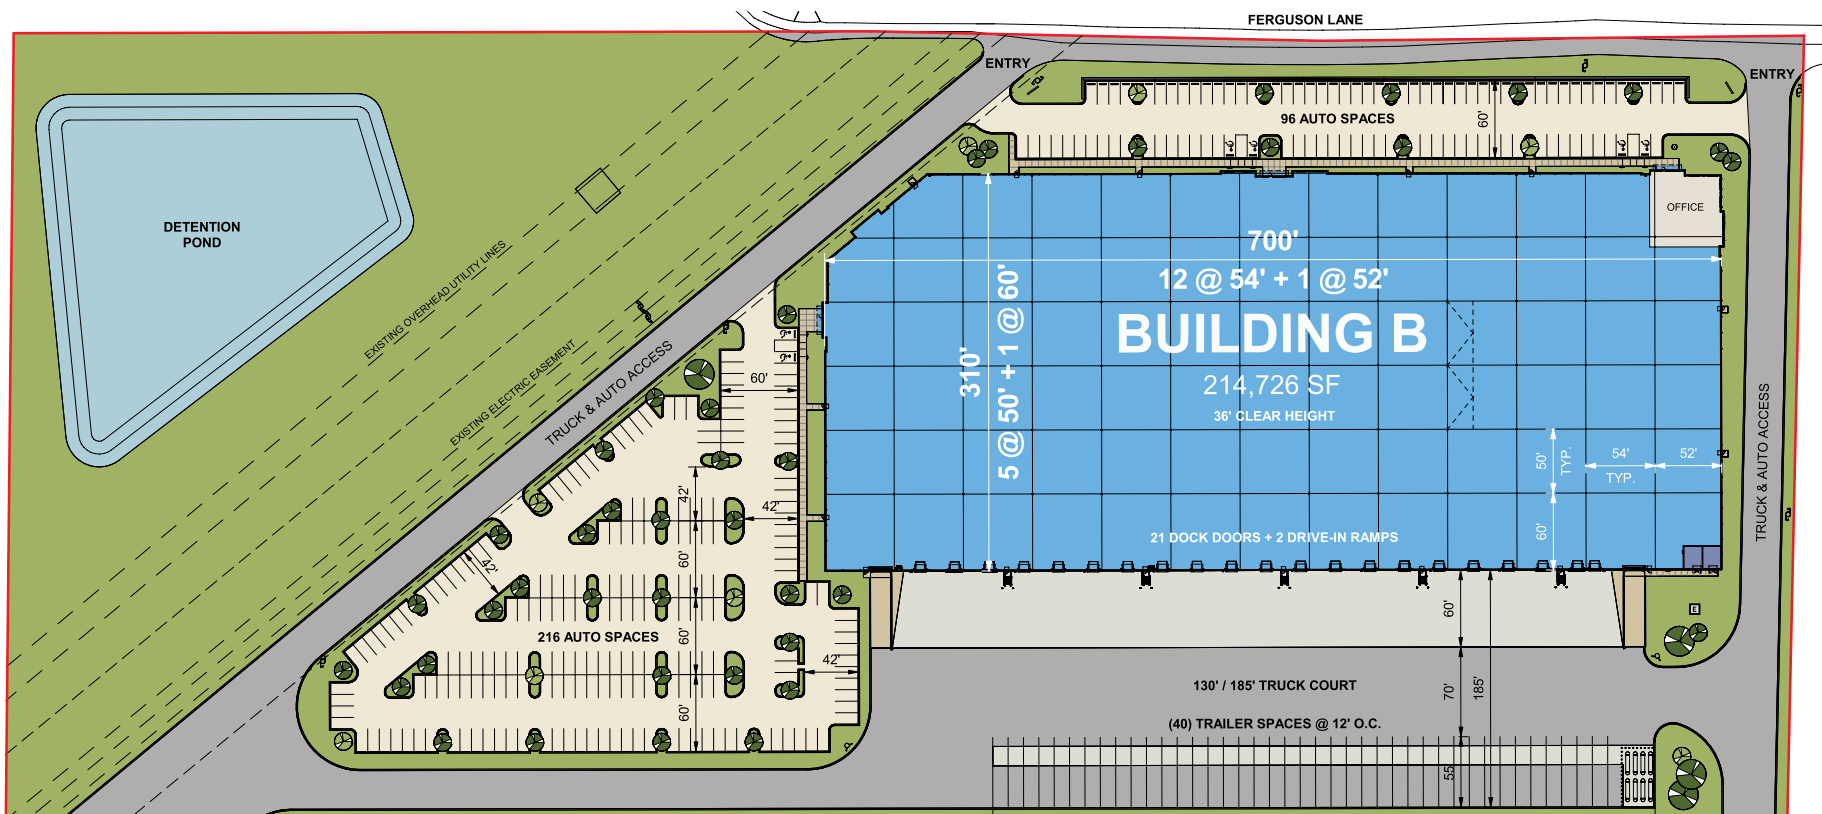 FERGUSON LANE
ENTRY
ENTRY
96 AUTO SPACES
60'
DETENTION
POND
OFFICE
700'
12 @ 54' + 1 @ 52'
310'
5 @ 50' + 1 @ 60'
BUILDING B
214,726 SF
36' CLEAR HEIGHT
EXISTING OVERHEAD UTILITY LINES
EXISTING ELECTRIC EASEMENT
TRUCK & AUTO ACCESS
TRUCK & AUTO ACCESS
60'
50'
TYP.
54'
TYP.
52'
60'
42'
42'
60'
42'
21 DOCK DOORS + 2 DRIVE-IN RAMPS
E
216 AUTO SPACES
60'
42'
60'
60'
130' / 185' TRUCK COURT
70'
185'
(40) TRAILER SPACES @ 12' O.C.
55'